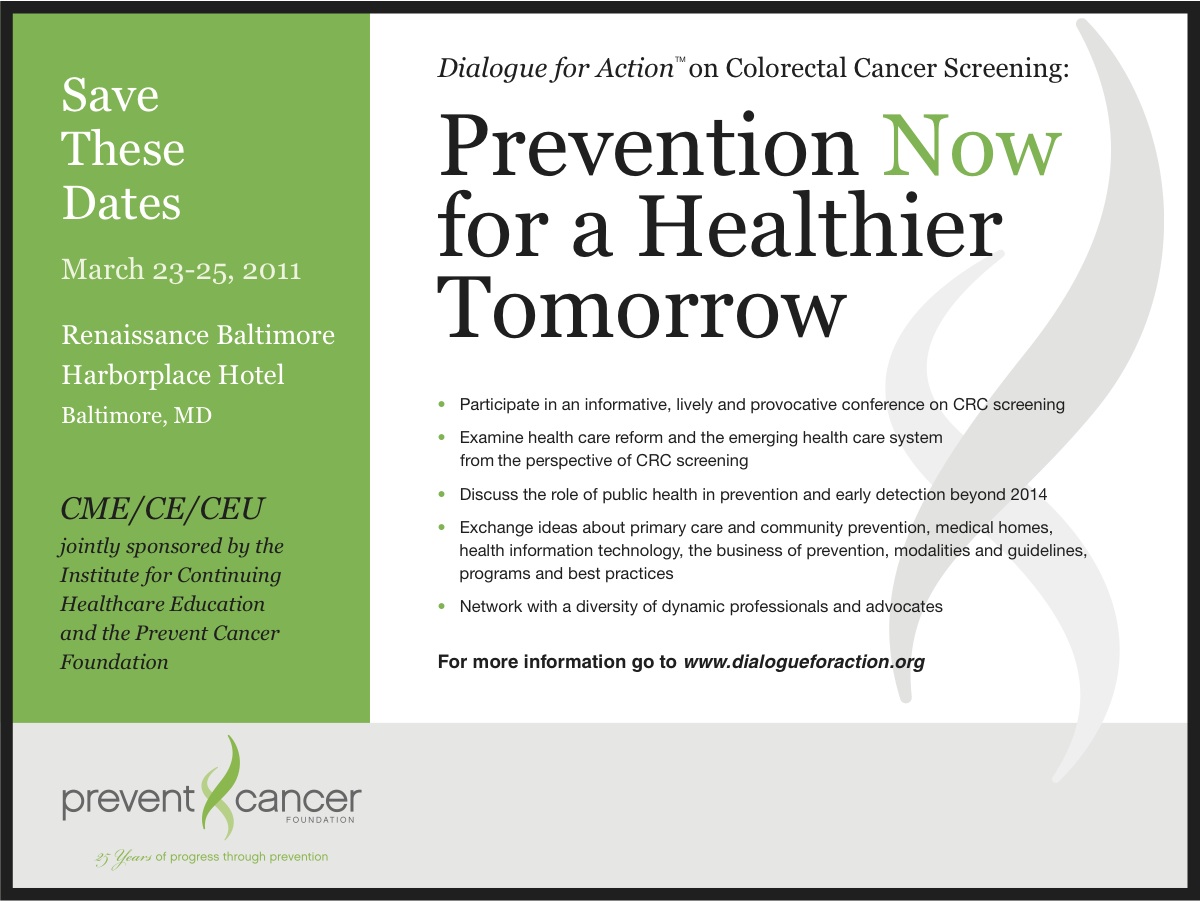 Save
These
Dates
March 23-25, 2011
Renaissance Baltimore
Harborplace Hotel
Baltimore, MD
CME/CE/CEU
jointly sponsored by the
Institute for Continuing
Healthcare Education
and the Prevent Cancer
Foundation
Dialogue for Action™ on Colorectal Cancer Screening:
Prevention Now
for a Healthier
Tomorrow
• Participate in an informative, lively and provocative conference on CRC screening
• Examine health care reform and the emerging health care system
from the perspective of CRC screening
• Discuss the role of public health in prevention and early detection beyond 2014
• Exchange ideas about primary care and community prevention, medical homes,
health information technology, the business of prevention, modalities and guidelines,
programs and best practices
• Network with a diversity of dynamic professionals and advocates
For more information go to www.dialogueforaction.org
prevent cancer
FOUNDATION
25 Years of progress through prevention